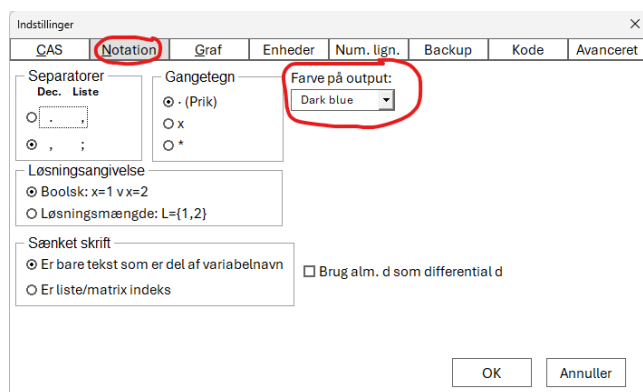 Indstillinger
CAS Notation Graf Enheder Num. lign. Backup Kode Avanceret
Separatorer
Dec. Liste
. ,
, ;
Gangetegn
· (Prik)
x
*
Farve på output:
Dark blue
Løsningsangivelse
Boolsk: x=1 v x=2
Løsningsmængde: L={1,2}
Sænket skrift
Er bare tekst som er del af variabelnavn
Er liste/matrix indeks
Brug alm. d som differential d
OK Annuller